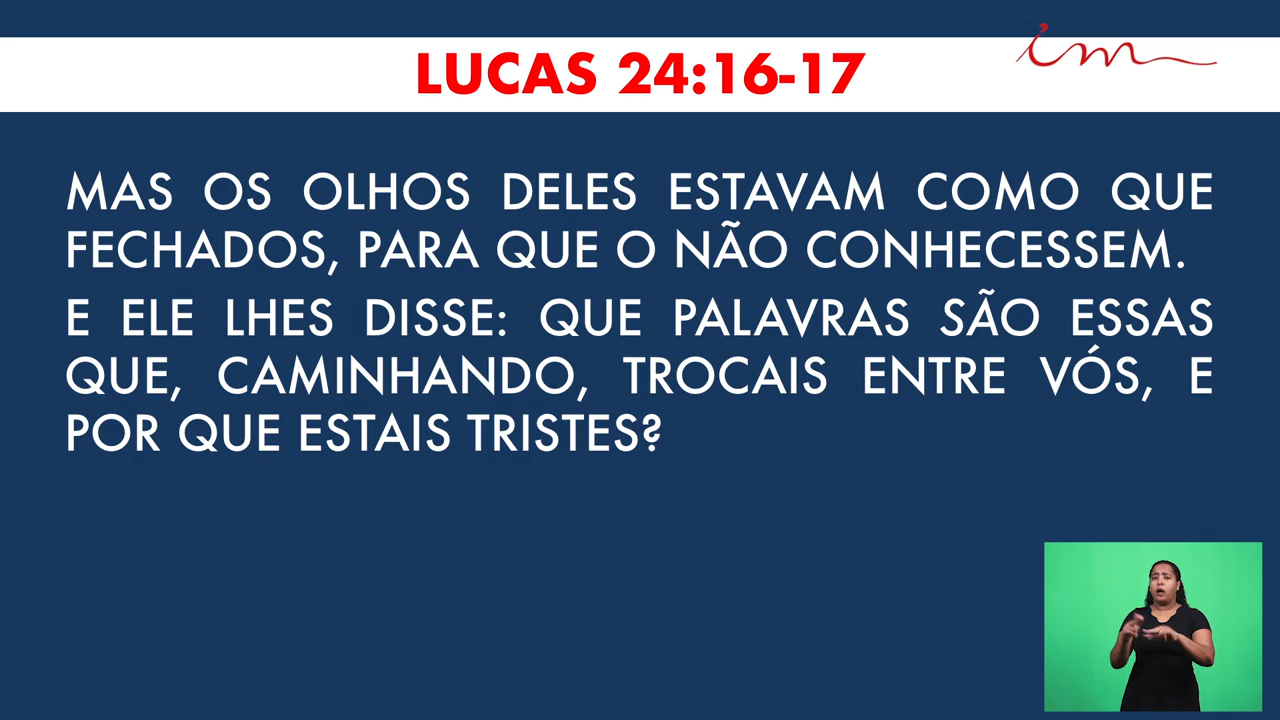 LUCAS 24:16-17
im
MAS OS OLHOS DELES ESTAVAM COMO QUE
FECHADOS, PARA QUE O NÃO CONHECESSEM.
E ELE LHES DISSE: QUE PALAVRAS SÃO ESSAS
QUE, CAMINHANDO, TROCAIS ENTRE VÓS, E
POR QUE ESTAIS TRISTES?